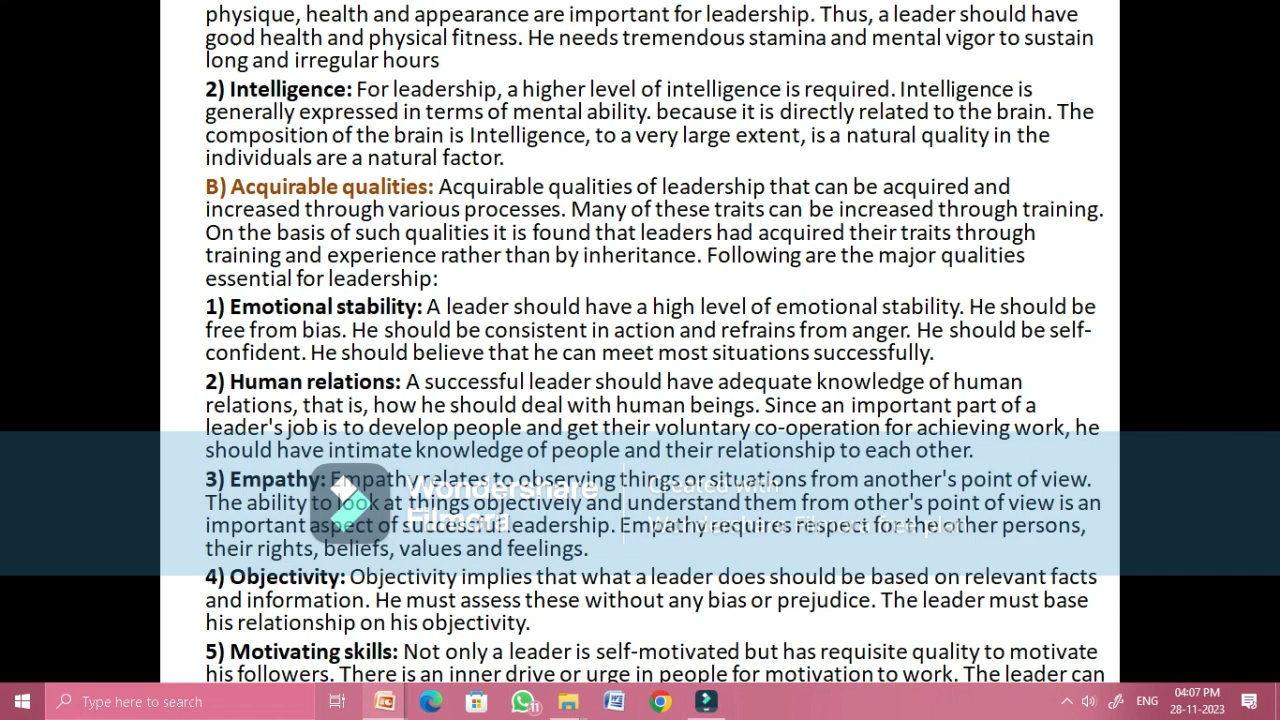 physique, health and appearance are important for leadership. Thus, a leader should have
good health and physical fitness. He needs tremendous stamina and mental vigor to sustain
long and irregular hours
2) Intelligence: For leadership, a higher level of intelligence is required. Intelligence is
generally expressed in terms of mental ability. because it is directly related to the brain. The
composition of the brain is Intelligence, to a very large extent, is a natural quality in the
individuals are a natural factor.
B) Acquirable qualities: Acquirable qualities of leadership that can be acquired and
increased through various processes. Many of these traits can be increased through training.
On the basis of such qualities it is found that leaders had acquired their traits through
training and experience rather than by inheritance. Following are the major qualities
essential for leadership:
1) Emotional stability: A leader should have a high level of emotional stability. He should be
free from bias. He should be consistent in action and refrains from anger. He should be self-
confident. He should believe that he can meet most situations successfully.
2) Human relations: A successful leader should have adequate knowledge of human
relations, that is, how he should deal with human beings. Since an important part of a
leader's job is to develop people and get their voluntary co-operation for achieving work, he
should have intimate knowledge of people and their relationship to each other.
3) Empathy: Empathy relates to observing things or situations from another's point of view.
The ability to look at things objectively and understand them from other's point of view is an
important aspect of successful leadership. Empathy requires respect for the other persons,
their rights, beliefs, values and feelings.
Wondershare
Filmora
Created with
Wondershare Filmora free plan
4) Objectivity: Objectivity implies that what a leader does should be based on relevant facts
and information. He must assess these without any bias or prejudice. The leader must base
his relationship on his objectivity.
5) Motivating skills: Not only a leader is self-motivated but has requisite quality to motivate
his followers. There is an inner drive or urge in people for motivation to work. The leader can
Type here to search
11
ENG
04:07 PM
28-11-2023